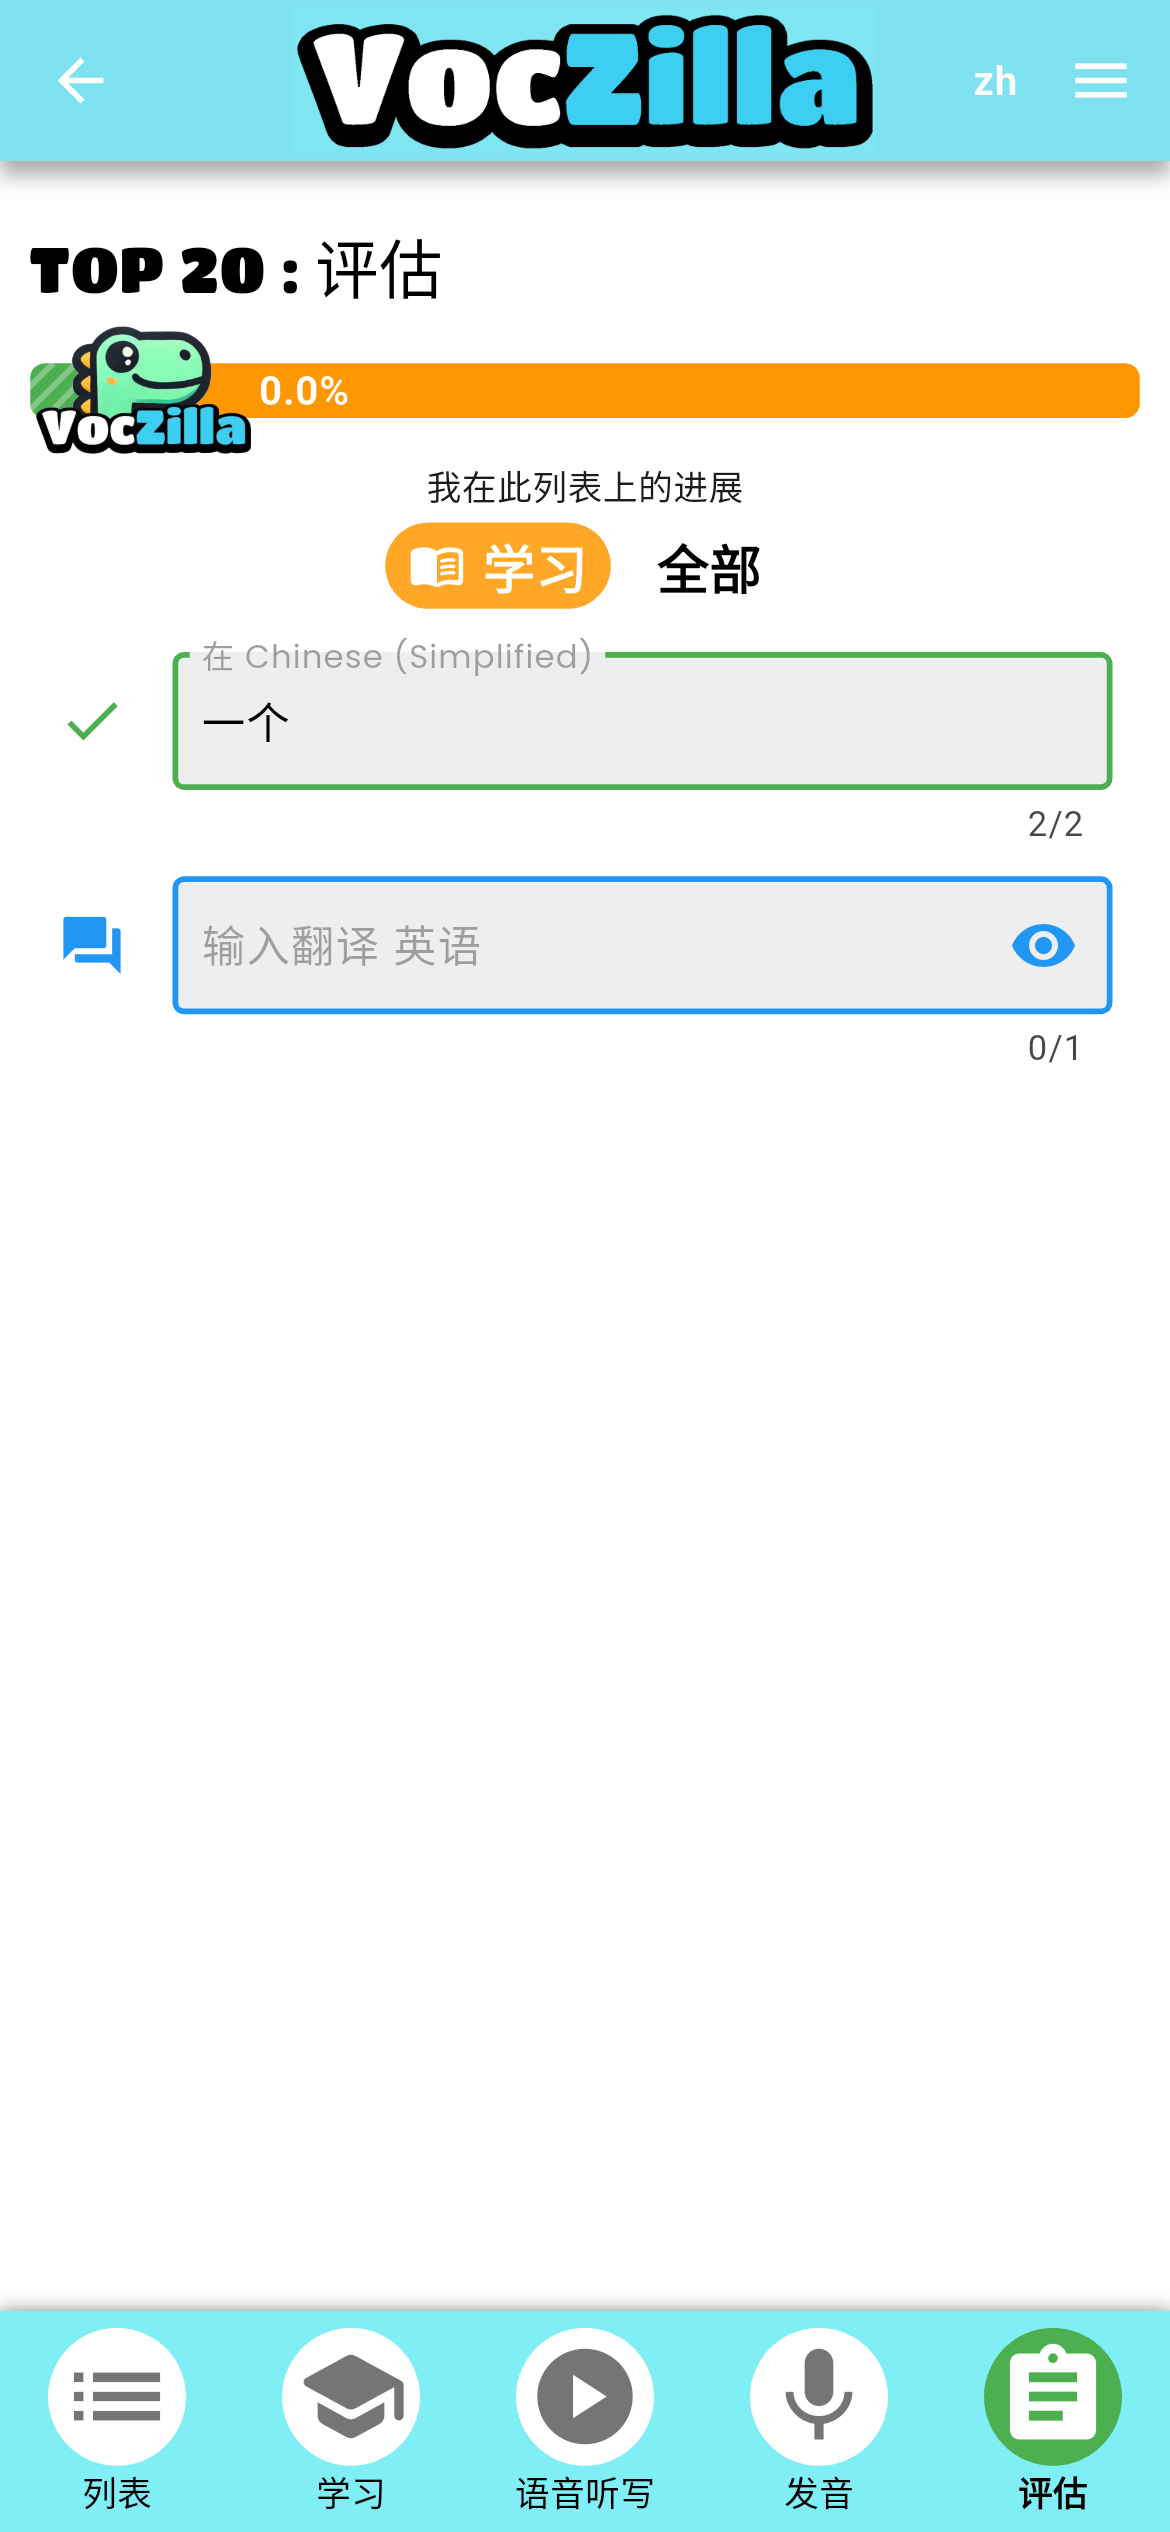 VocZilla
zh
TOP 20 : 评估
0.0%
VocZilla
我在此列表上的进展
学习 全部
在 Chinese (Simplified)
一个
2/2
输入翻译 英语
0/1
列表 学习 语音听写 发音 评估